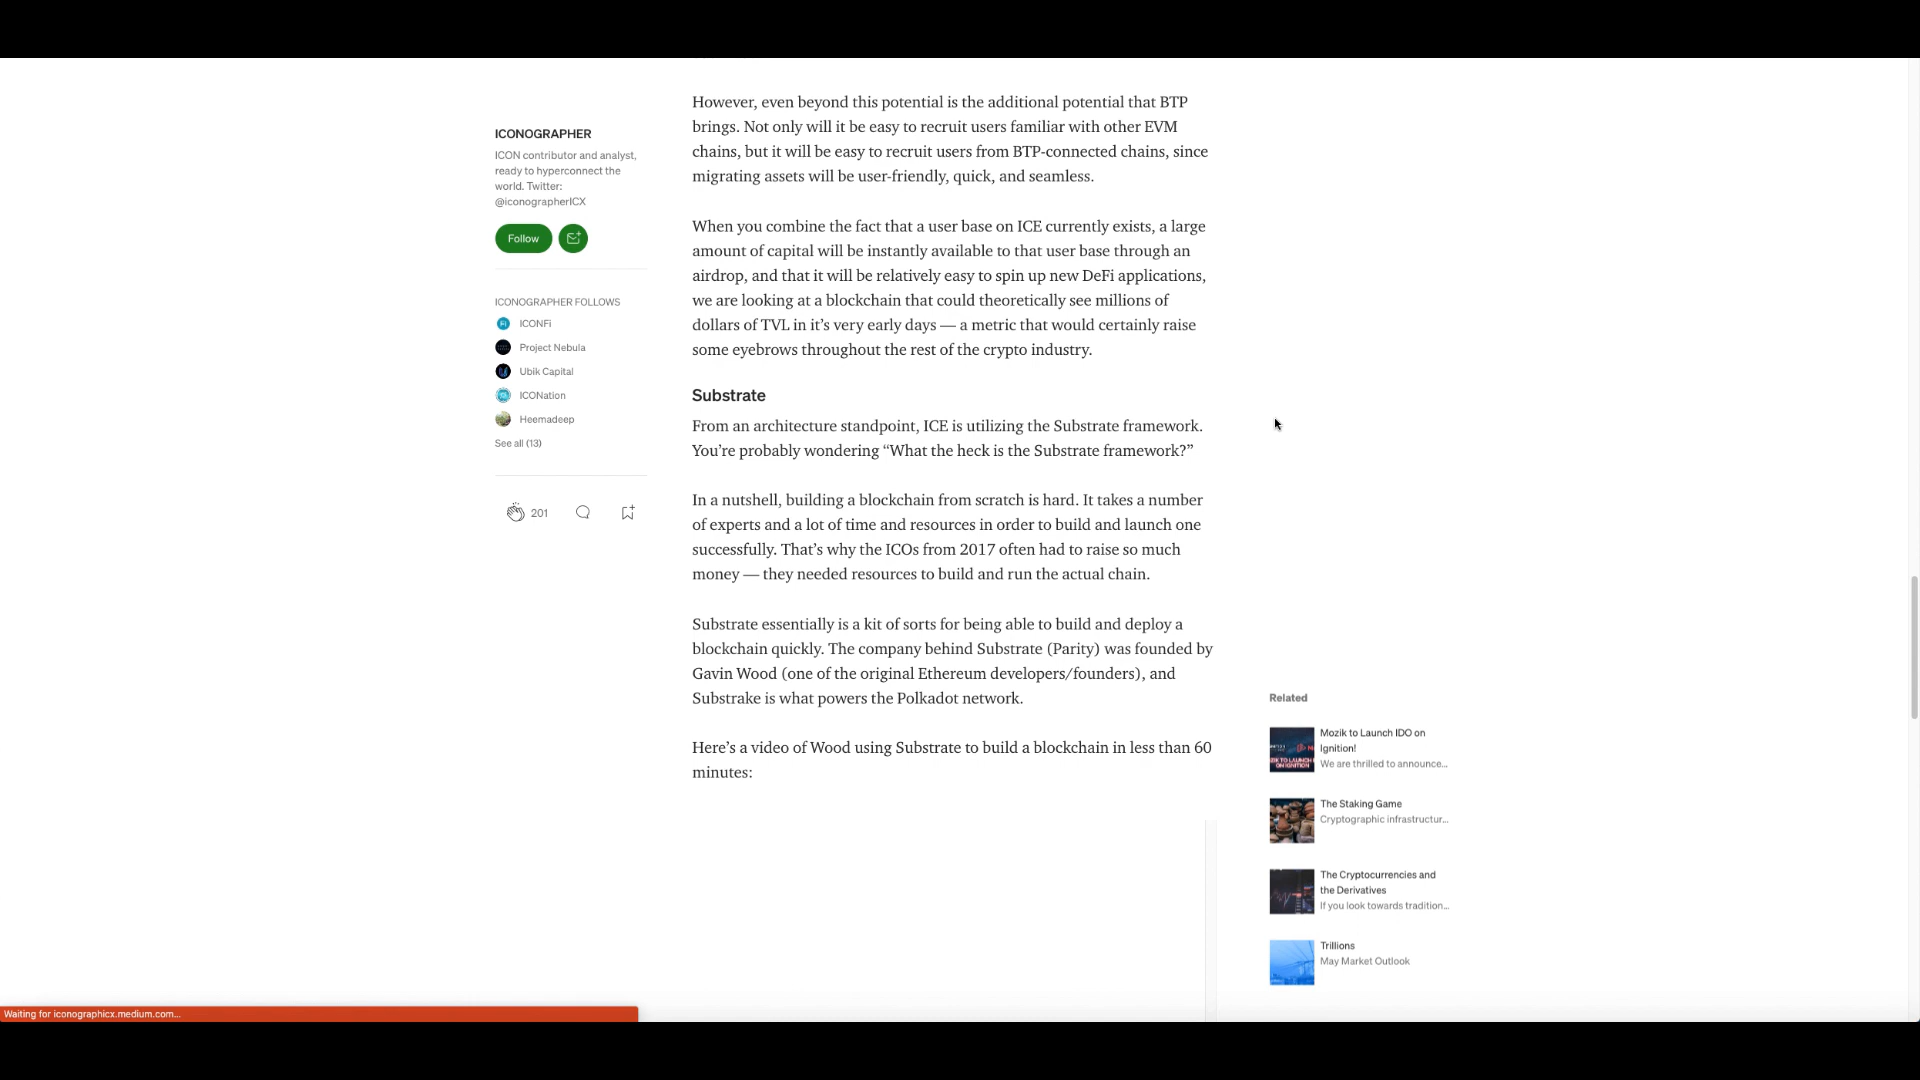 ICONOGRAPHER
ICON contributor and analyst,
ready to hyperconnect the
world. Twitter:
@iconographerICX
Follow
ICONOGRAPHER FOLLOWS
ICONFi
Project Nebula
Ubik Capital
ICONation
Heemadeep
See all (13)
201
However, even beyond this potential is the additional potential that BTP
brings. Not only will it be easy to recruit users familiar with other EVM
chains, but it will be easy to recruit users from BTP-connected chains, since
migrating assets will be user-friendly, quick, and seamless.
When you combine the fact that a user base on ICE currently exists, a large
amount of capital will be instantly available to that user base through an
airdrop, and that it will be relatively easy to spin up new DeFi applications,
we are looking at a blockchain that could theoretically see millions of
dollars of TVL in it’s very early days — a metric that would certainly raise
some eyebrows throughout the rest of the crypto industry.
Substrate
From an architecture standpoint, ICE is utilizing the Substrate framework.
You’re probably wondering “What the heck is the Substrate framework?”
In a nutshell, building a blockchain from scratch is hard. It takes a number
of experts and a lot of time and resources in order to build and launch one
successfully. That’s why the ICOs from 2017 often had to raise so much
money — they needed resources to build and run the actual chain.
Substrate essentially is a kit of sorts for being able to build and deploy a
blockchain quickly. The company behind Substrate (Parity) was founded by
Gavin Wood (one of the original Ethereum developers/founders), and
Substrake is what powers the Polkadot network.
Here’s a video of Wood using Substrate to build a blockchain in less than 60
minutes:
Related
Mozik to Launch IDO on
Ignition!
We are thrilled to announce...
The Staking Game
Cryptographic infrastructur...
The Cryptocurrencies and
the Derivatives
If you look towards tradition...
Trillions
May Market Outlook
Waiting for iconographicx.medium.com...